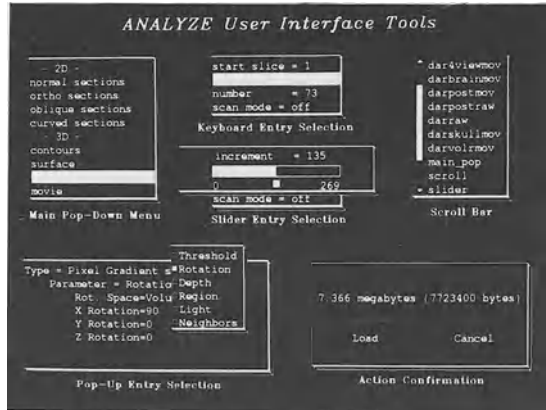 ANALYZE User Interface Tools
- 2D -
normal sections
ortho sections
oblique sections
curved sections
- 3D -
contours
surface
movie
Main Pop-Down Menu
start slice = 1
number = 73
scan mode = off
Keyboard Entry Selection
increment = 135
0 269
scan mode = off
Slider Entry Selection
dar4viewmov
darbrainmov
darpostmov
darpostraw
darraw
darskullmov
darvolrmov
main_pop
scroll
slider
Scroll Bar
Type = Pixel Gradient s
Parameter = Rotatio
Rot. Space=Volu
X Rotation=90
Y Rotation=0
Z Rotation=0
Threshold
Rotation
Depth
Region
Light
Neighbors
Pop-Up Entry Selection
7.366 megabytes (7723400 bytes)
Load Cancel
Action Confirmation